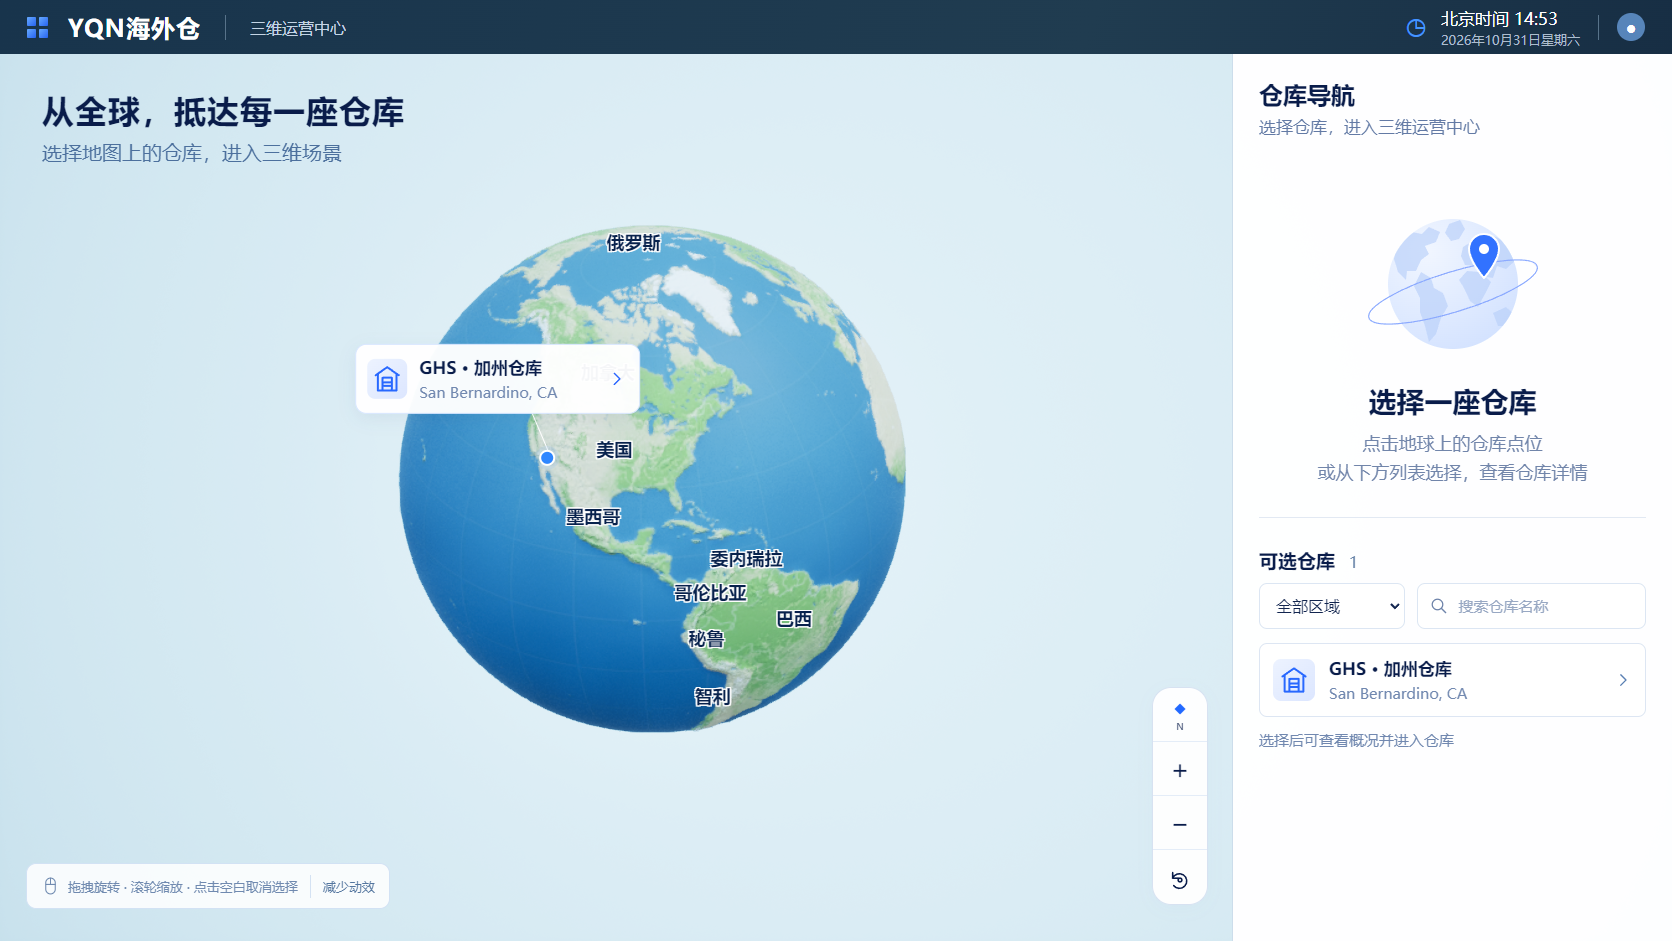 YQN海外仓
三维运营中心
北京时间 14:53
2026年10月31日星期六
从全球，抵达每一座仓库
选择地图上的仓库，进入三维场景
俄罗斯
加拿大
GHS • 加州仓库
San Bernardino, CA
美国
墨西哥
委内瑞拉
哥伦比亚
巴西
秘鲁
智利
N
拖拽旋转 · 滚轮缩放 · 点击空白取消选择
减少动效
仓库导航
选择仓库，进入三维运营中心
选择一座仓库
点击地球上的仓库点位
或从下方列表选择，查看仓库详情
可选仓库 1
全部区域
搜索仓库名称
GHS • 加州仓库
San Bernardino, CA
选择后可查看概况并进入仓库